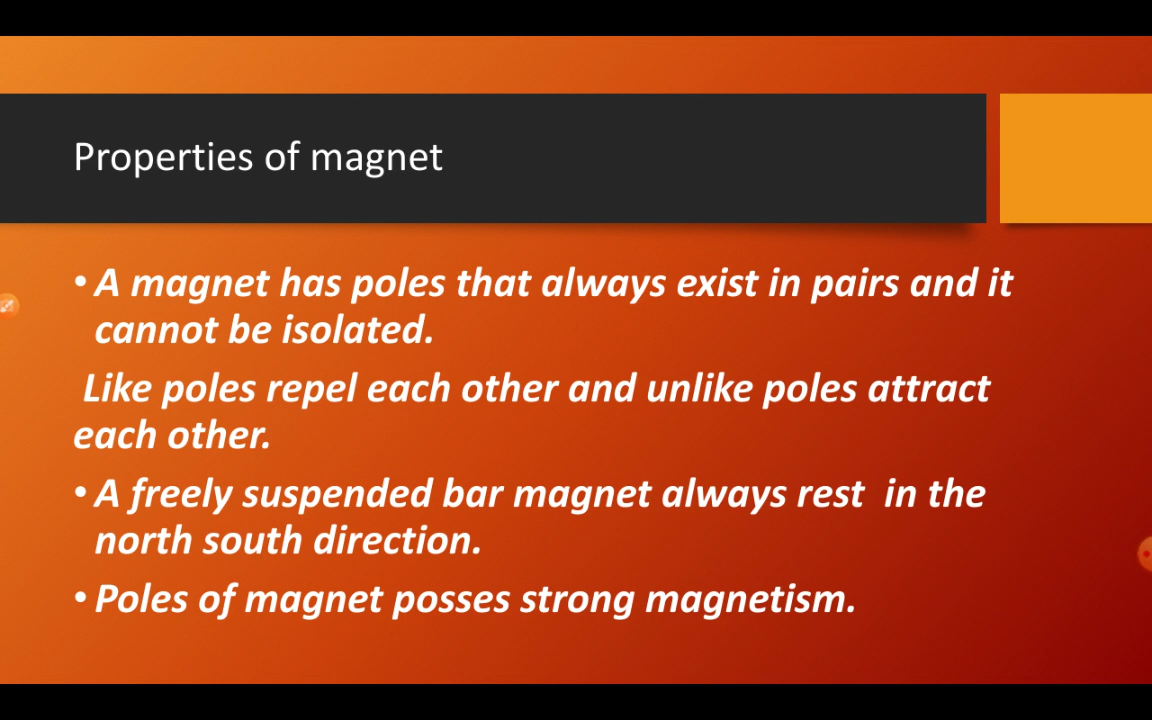 Properties of magnet
• A magnet has poles that always exist in pairs and it
cannot be isolated.
Like poles repel each other and unlike poles attract
each other.
• A freely suspended bar magnet always rest  in the
north south direction.
• Poles of magnet posses strong magnetism.